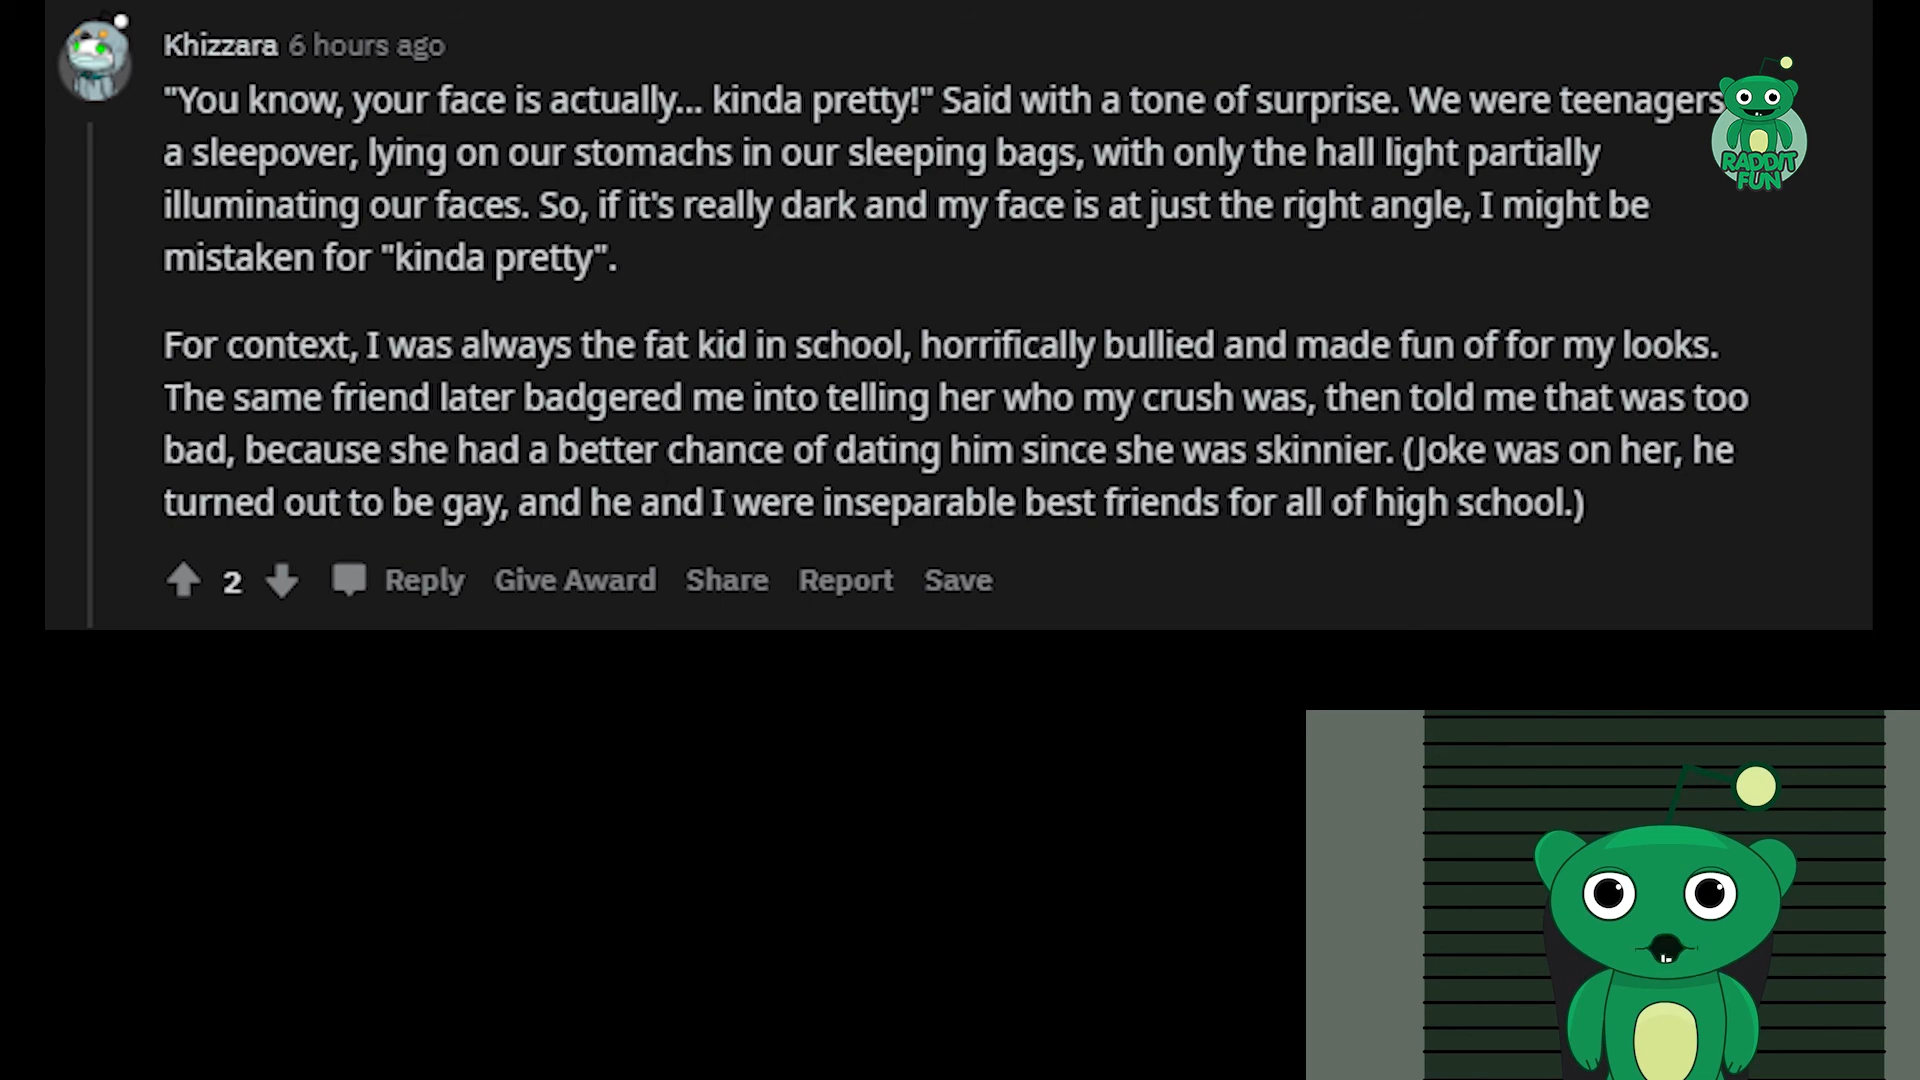 Khizzara 6 hours ago
"You know, your face is actually... kinda pretty!" Said with a tone of surprise. We were teenagers
a sleepover, lying on our stomachs in our sleeping bags, with only the hall light partially
illuminating our faces. So, if it's really dark and my face is at just the right angle, I might be
mistaken for "kinda pretty".
For context, I was always the fat kid in school, horrifically bullied and made fun of for my looks.
The same friend later badgered me into telling her who my crush was, then told me that was too
bad, because she had a better chance of dating him since she was skinnier. (Joke was on her, he
turned out to be gay, and he and I were inseparable best friends for all of high school.)
2 Reply Give Award Share Report Save
RADDIT
FUN